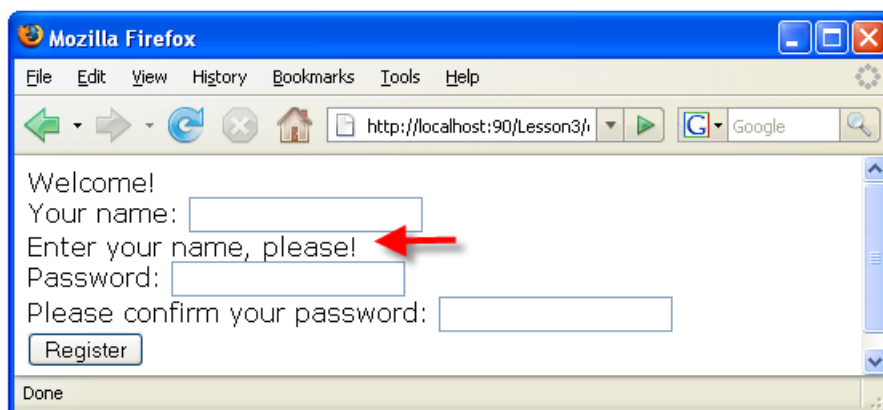 Mozilla Firefox
File Edit View History Bookmarks Tools Help
http://localhost:90/Lesson3/ G Google
Welcome!
Your name:
Enter your name, please!
Password:
Please confirm your password:
Register
Done